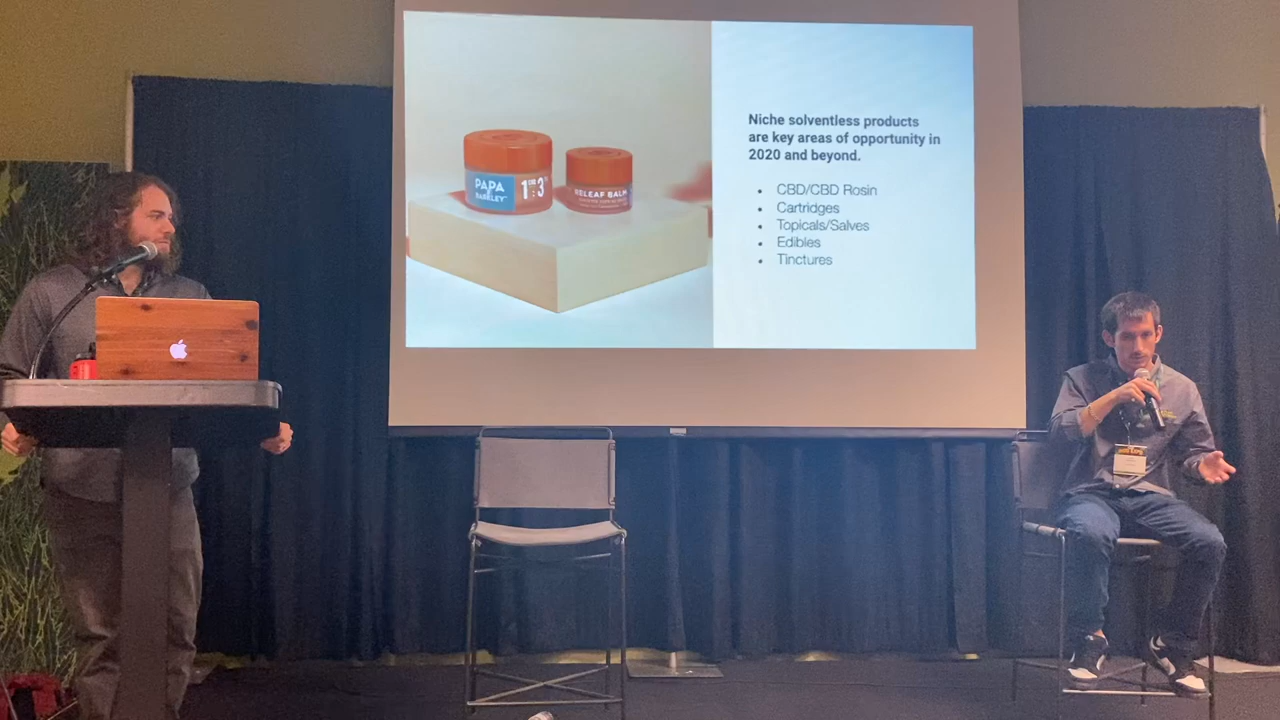 Niche solventless products
are key areas of opportunity in
2020 and beyond.
• CBD/CBD Rosin
• Cartridges
• Topicals/Salves
• Edibles
• Tinctures
PAPA
& BARKLEY
1:3
RELEAF BALM